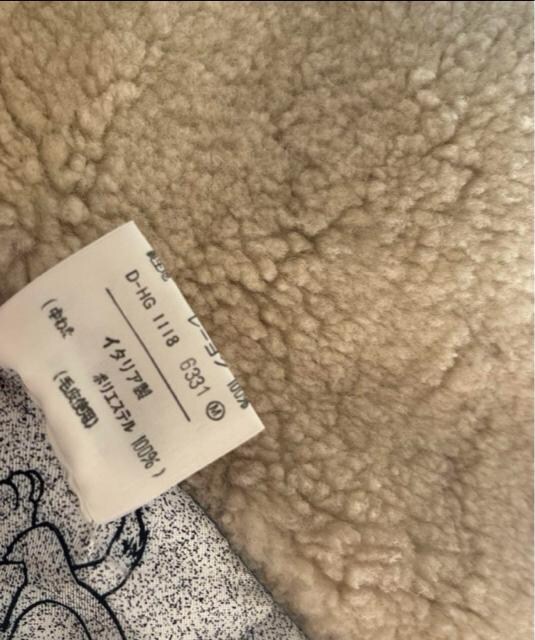 レーヨン 100%
D-HG 1118 6331 Ⓜ
イタリア製
(中わた ポリエステル 100%)
(毛皮使用)